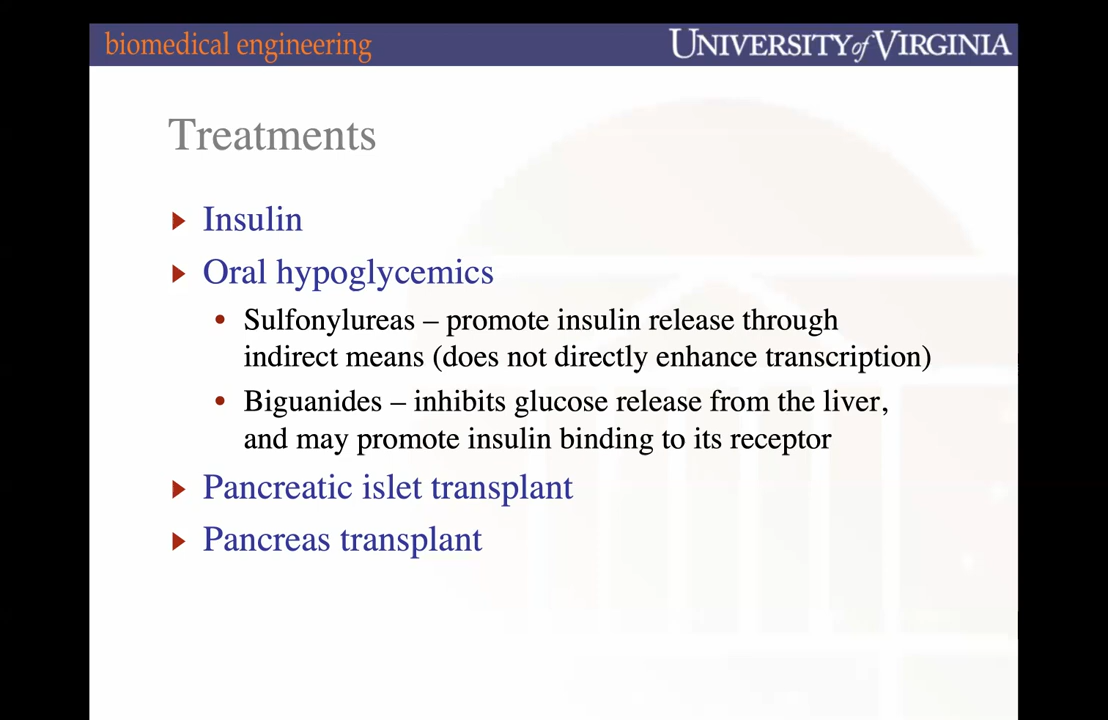 biomedical engineering
UNIVERSITY of VIRGINIA
Treatments
Insulin
Oral hypoglycemics
Sulfonylureas – promote insulin release through
indirect means (does not directly enhance transcription)
Biguanides – inhibits glucose release from the liver,
and may promote insulin binding to its receptor
Pancreatic islet transplant
Pancreas transplant